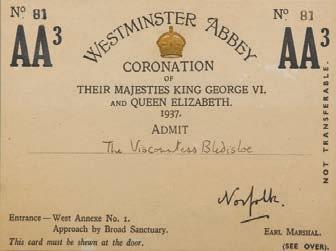 Nº 81
AA³
Nº 81
AA³
WESTMINSTER ABBEY
CORONATION
OF
THEIR MAJESTIES KING GEORGE VI.
AND QUEEN ELIZABETH.
1937.
ADMIT
The Viscountess Bledisloe
Norfolk.
Entrance — West Annexe No. 1.
Approach by Broad Sanctuary.
This card must be shewn at the door.
EARL MARSHAL.
(SEE OVER).
NOT TRANSFERABLE.